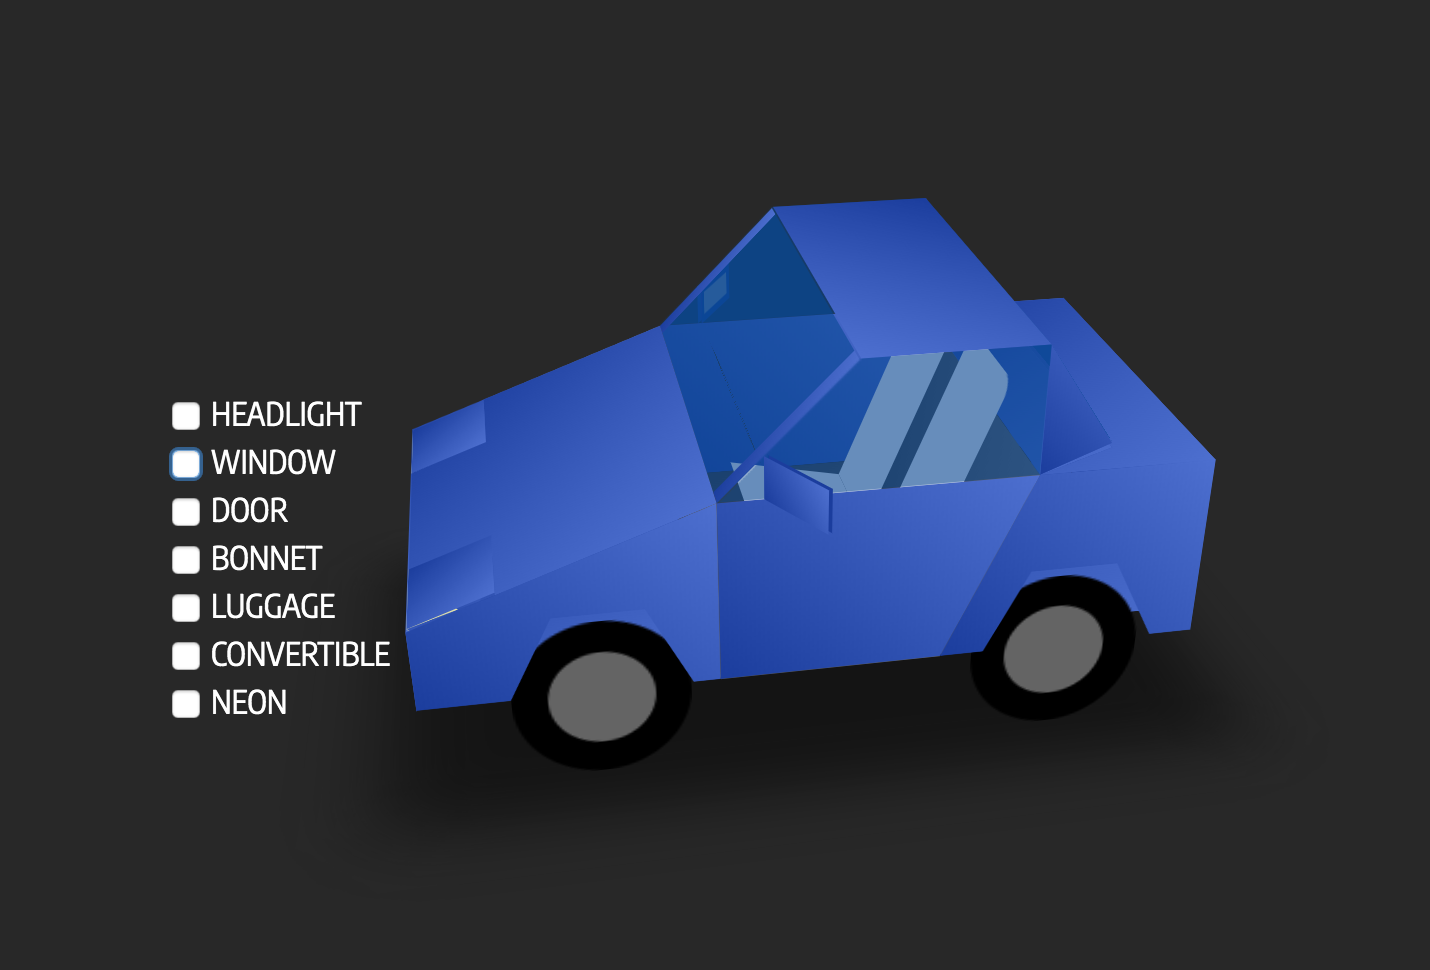 HEADLIGHT
WINDOW
DOOR
BONNET
LUGGAGE
CONVERTIBLE
NEON